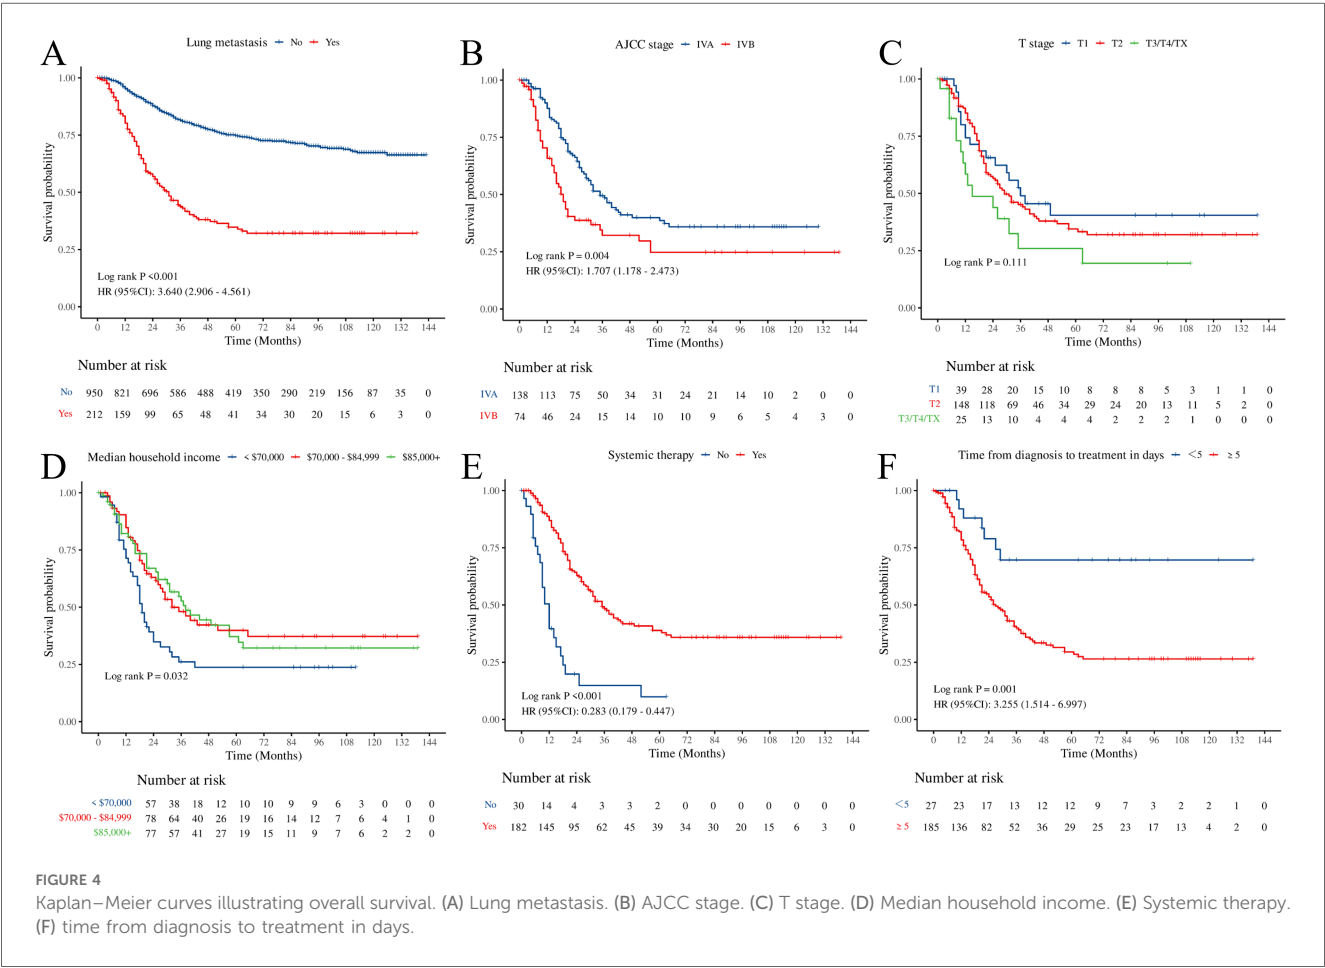 A
Lung metastasis No Yes
Survival probability
1.00
0.75
0.50
0.25
0.00
Log rank P <0.001
HR (95%CI): 3.640 (2.906 - 4.561)
0 12 24 36 48 60 72 84 96 108 120 132 144
Time (Months)
Number at risk
No 950 821 696 586 488 419 350 290 219 156 87 35 0
Yes 212 159 99 65 48 41 34 30 20 15 6 3 0
B
AJCC stage IVA IVB
Survival probability
1.00
0.75
0.50
0.25
0.00
Log rank P = 0.004
HR (95%CI): 1.707 (1.178 - 2.473)
0 12 24 36 48 60 72 84 96 108 120 132 144
Time (Months)
Number at risk
IVA 138 113 75 50 34 31 24 21 14 10 2 0 0
IVB 74 46 24 15 14 10 10 9 6 5 4 3 0
C
T stage T1 T2 T3/T4/TX
Survival probability
1.00
0.75
0.50
0.25
0.00
Log rank P = 0.111
0 12 24 36 48 60 72 84 96 108 120 132 144
Time (Months)
Number at risk
T1 39 28 20 15 10 8 8 8 5 3 1 1 0
T2 148 118 69 46 34 29 24 20 13 11 5 2 0
T3/T4/TX 25 13 10 4 4 4 2 2 2 1 0 0 0
D
Median household income < $70,000 $70,000 - $84,999 $85,000+
Survival probability
1.00
0.75
0.50
0.25
0.00
Log rank P = 0.032
0 12 24 36 48 60 72 84 96 108 120 132 144
Time (Months)
Number at risk
< $70,000 57 38 18 12 10 10 9 9 6 3 0 0 0
$70,000 - $84,999 78 64 40 26 19 16 14 12 7 6 4 1 0
$85,000+ 77 57 41 27 19 15 11 9 7 6 2 2 0
E
Systemic therapy No Yes
Survival probability
1.00
0.75
0.50
0.25
0.00
Log rank P <0.001
HR (95%CI): 0.283 (0.179 - 0.447)
0 12 24 36 48 60 72 84 96 108 120 132 144
Time (Months)
Number at risk
No 30 14 4 3 3 2 0 0 0 0 0 0 0
Yes 182 145 95 62 45 39 34 30 20 15 6 3 0
F
Time from diagnosis to treatment in days <5 ≥ 5
Survival probability
1.00
0.75
0.50
0.25
0.00
Log rank P = 0.001
HR (95%CI): 3.255 (1.514 - 6.997)
0 12 24 36 48 60 72 84 96 108 120 132 144
Time (Months)
Number at risk
<5 27 23 17 13 12 12 9 7 3 2 2 1 0
≥ 5 185 136 82 52 36 29 25 23 17 13 4 2 0
FIGURE 4
Kaplan–Meier curves illustrating overall survival. (A) Lung metastasis. (B) AJCC stage. (C) T stage. (D) Median household income. (E) Systemic therapy.
(F) time from diagnosis to treatment in days.